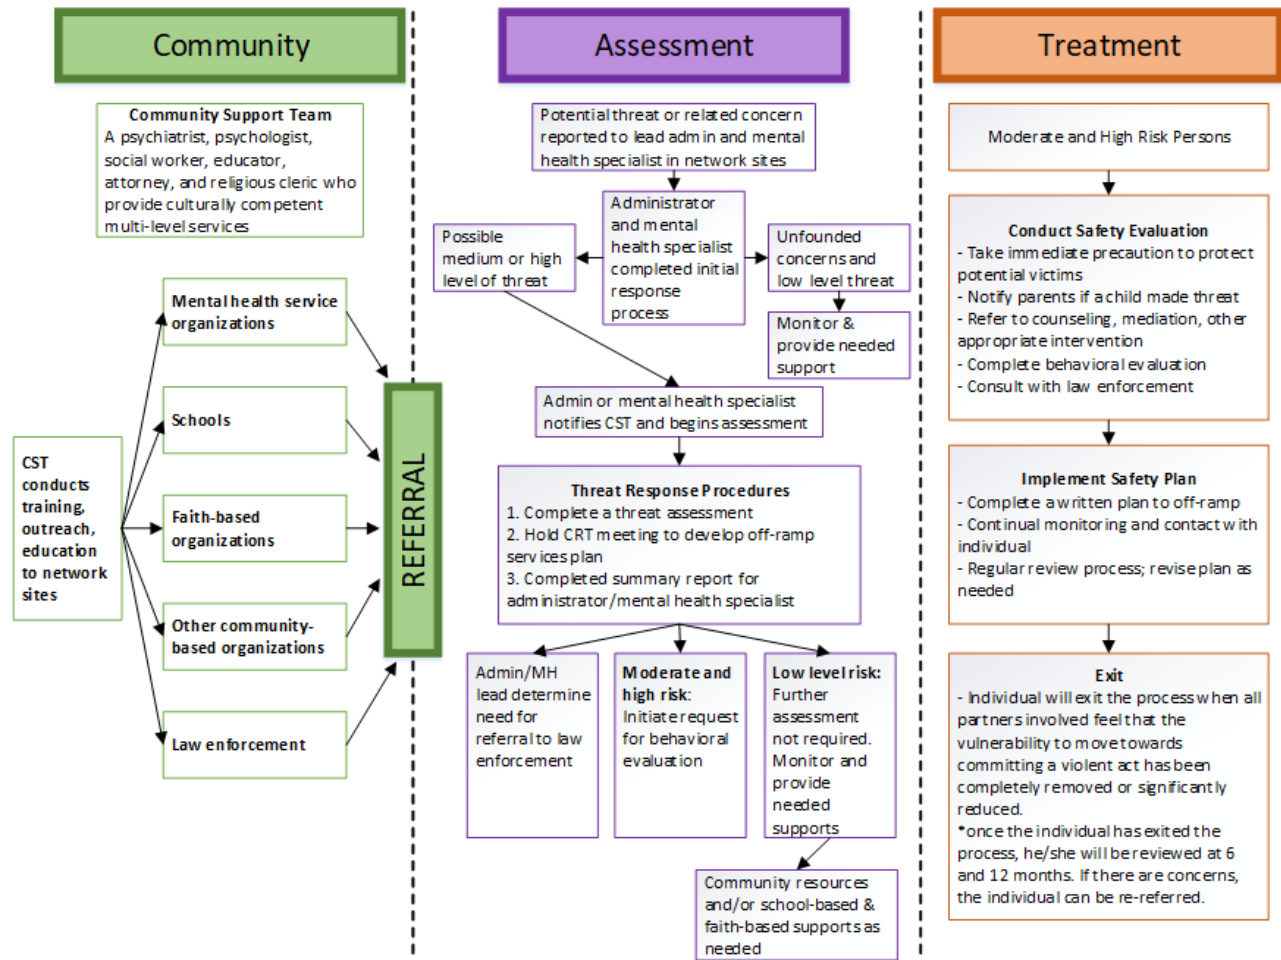 Community
Assessment
Treatment
Community Support Team
A psychiatrist, psychologist,
social worker, educator,
attorney, and religious cleric who
provide culturally competent
multi-level services
CST
conducts
training,
outreach,
education
to network
sites
Mental health service
organizations
Schools
Faith-based
organizations
Other community-
based organizations
Law enforcement
REFERRAL
Potential threat or related concern
reported to lead admin and mental
health specialist in network sites
Administrator
and mental
health specialist
completed initial
response
process
Possible
medium or high
level of threat
Unfounded
concerns and
low level threat
Monitor &
provide needed
support
Admin or mental health specialist
notifies CST and begins assessment
Threat Response Procedures
1. Complete a threat assessment
2. Hold CRT meeting to develop off-ramp
services plan
3. Completed summary report for
administrator/mental health specialist
Admin/MH
lead determine
need for
referral to law
enforcement
Moderate and
high risk:
Initiate request
for behavioral
evaluation
Low level risk:
Further
assessment
not required.
Monitor and
provide
needed
supports
Community resources
and/or school-based &
faith-based supports as
needed
Moderate and High Risk Persons
Conduct Safety Evaluation
- Take immediate precaution to protect
potential victims
- Notify parents if a child made threat
- Refer to counseling, mediation, other
appropriate intervention
- Complete behavioral evaluation
- Consult with law enforcement
Implement Safety Plan
- Complete a written plan to off-ramp
- Continual monitoring and contact with
individual
- Regular review process; revise plan as
needed
Exit
- Individual will exit the process when all
partners involved feel that the
vulnerability to move towards
committing a violent act has been
completely removed or significantly
reduced.
*once the individual has exited the
process, he/she will be reviewed at 6
and 12 months. If there are concerns,
the individual can be re-referred.